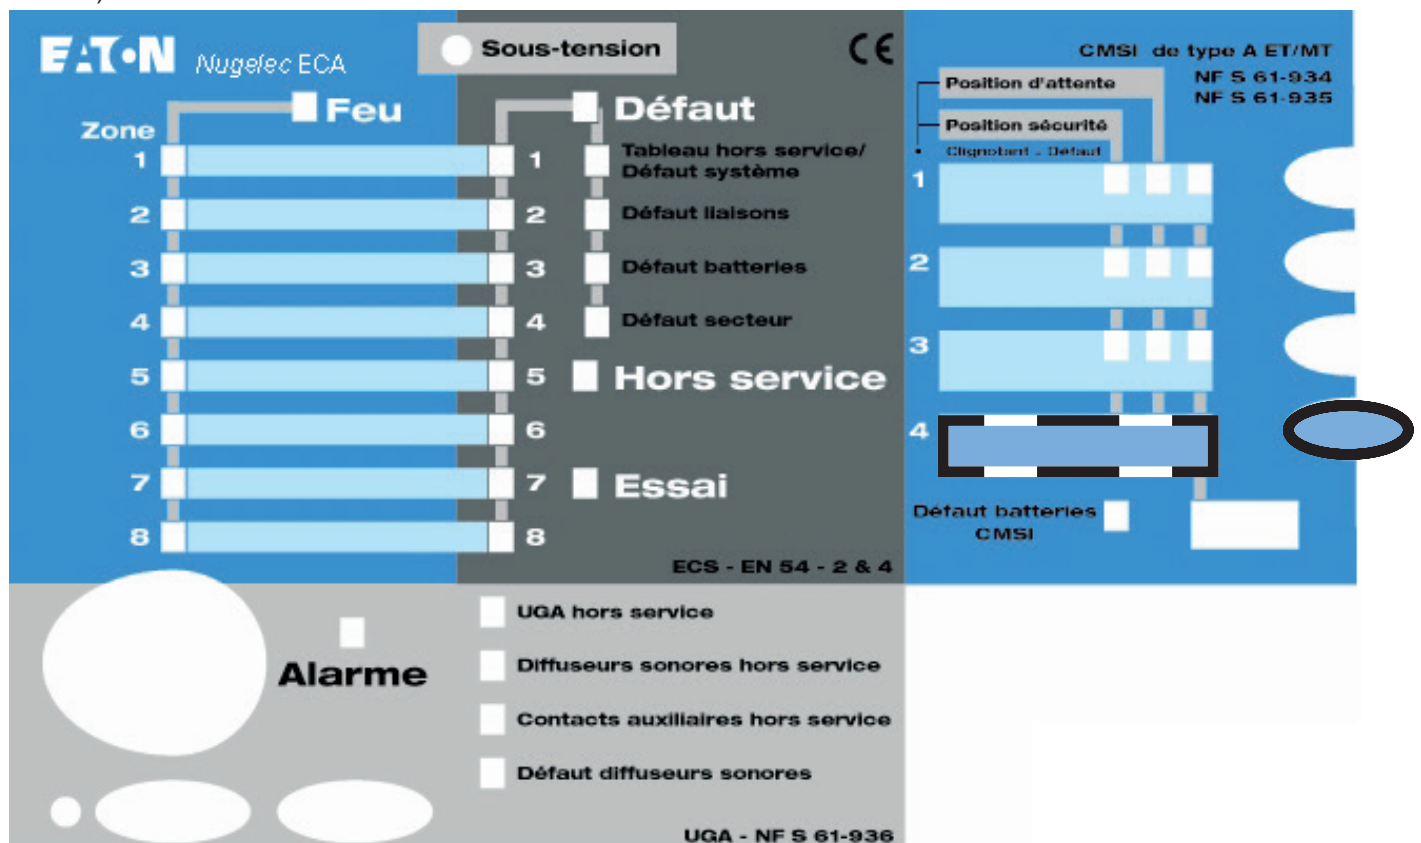 EATON
Nugelec ECA
Sous-tension
CE
Feu
Zone
1
2
3
4
5
6
7
8
Défaut
1
2
3
4
5
6
7
8
Tableau hors service/
Défaut système
Défaut liaisons
Défaut batteries
Défaut secteur
Hors service
Essai
ECS - EN 54 - 2 & 4
CMSI de type A ET/MT
NF S 61-934
NF S 61-935
Position d'attente
Position sécurité
Clignotant - Défaut
1
2
3
4
Défaut batteries
CMSI
Alarme
UGA hors service
Diffuseurs sonores hors service
Contacts auxiliaires hors service
Défaut diffuseurs sonores
UGA - NF S 61-936